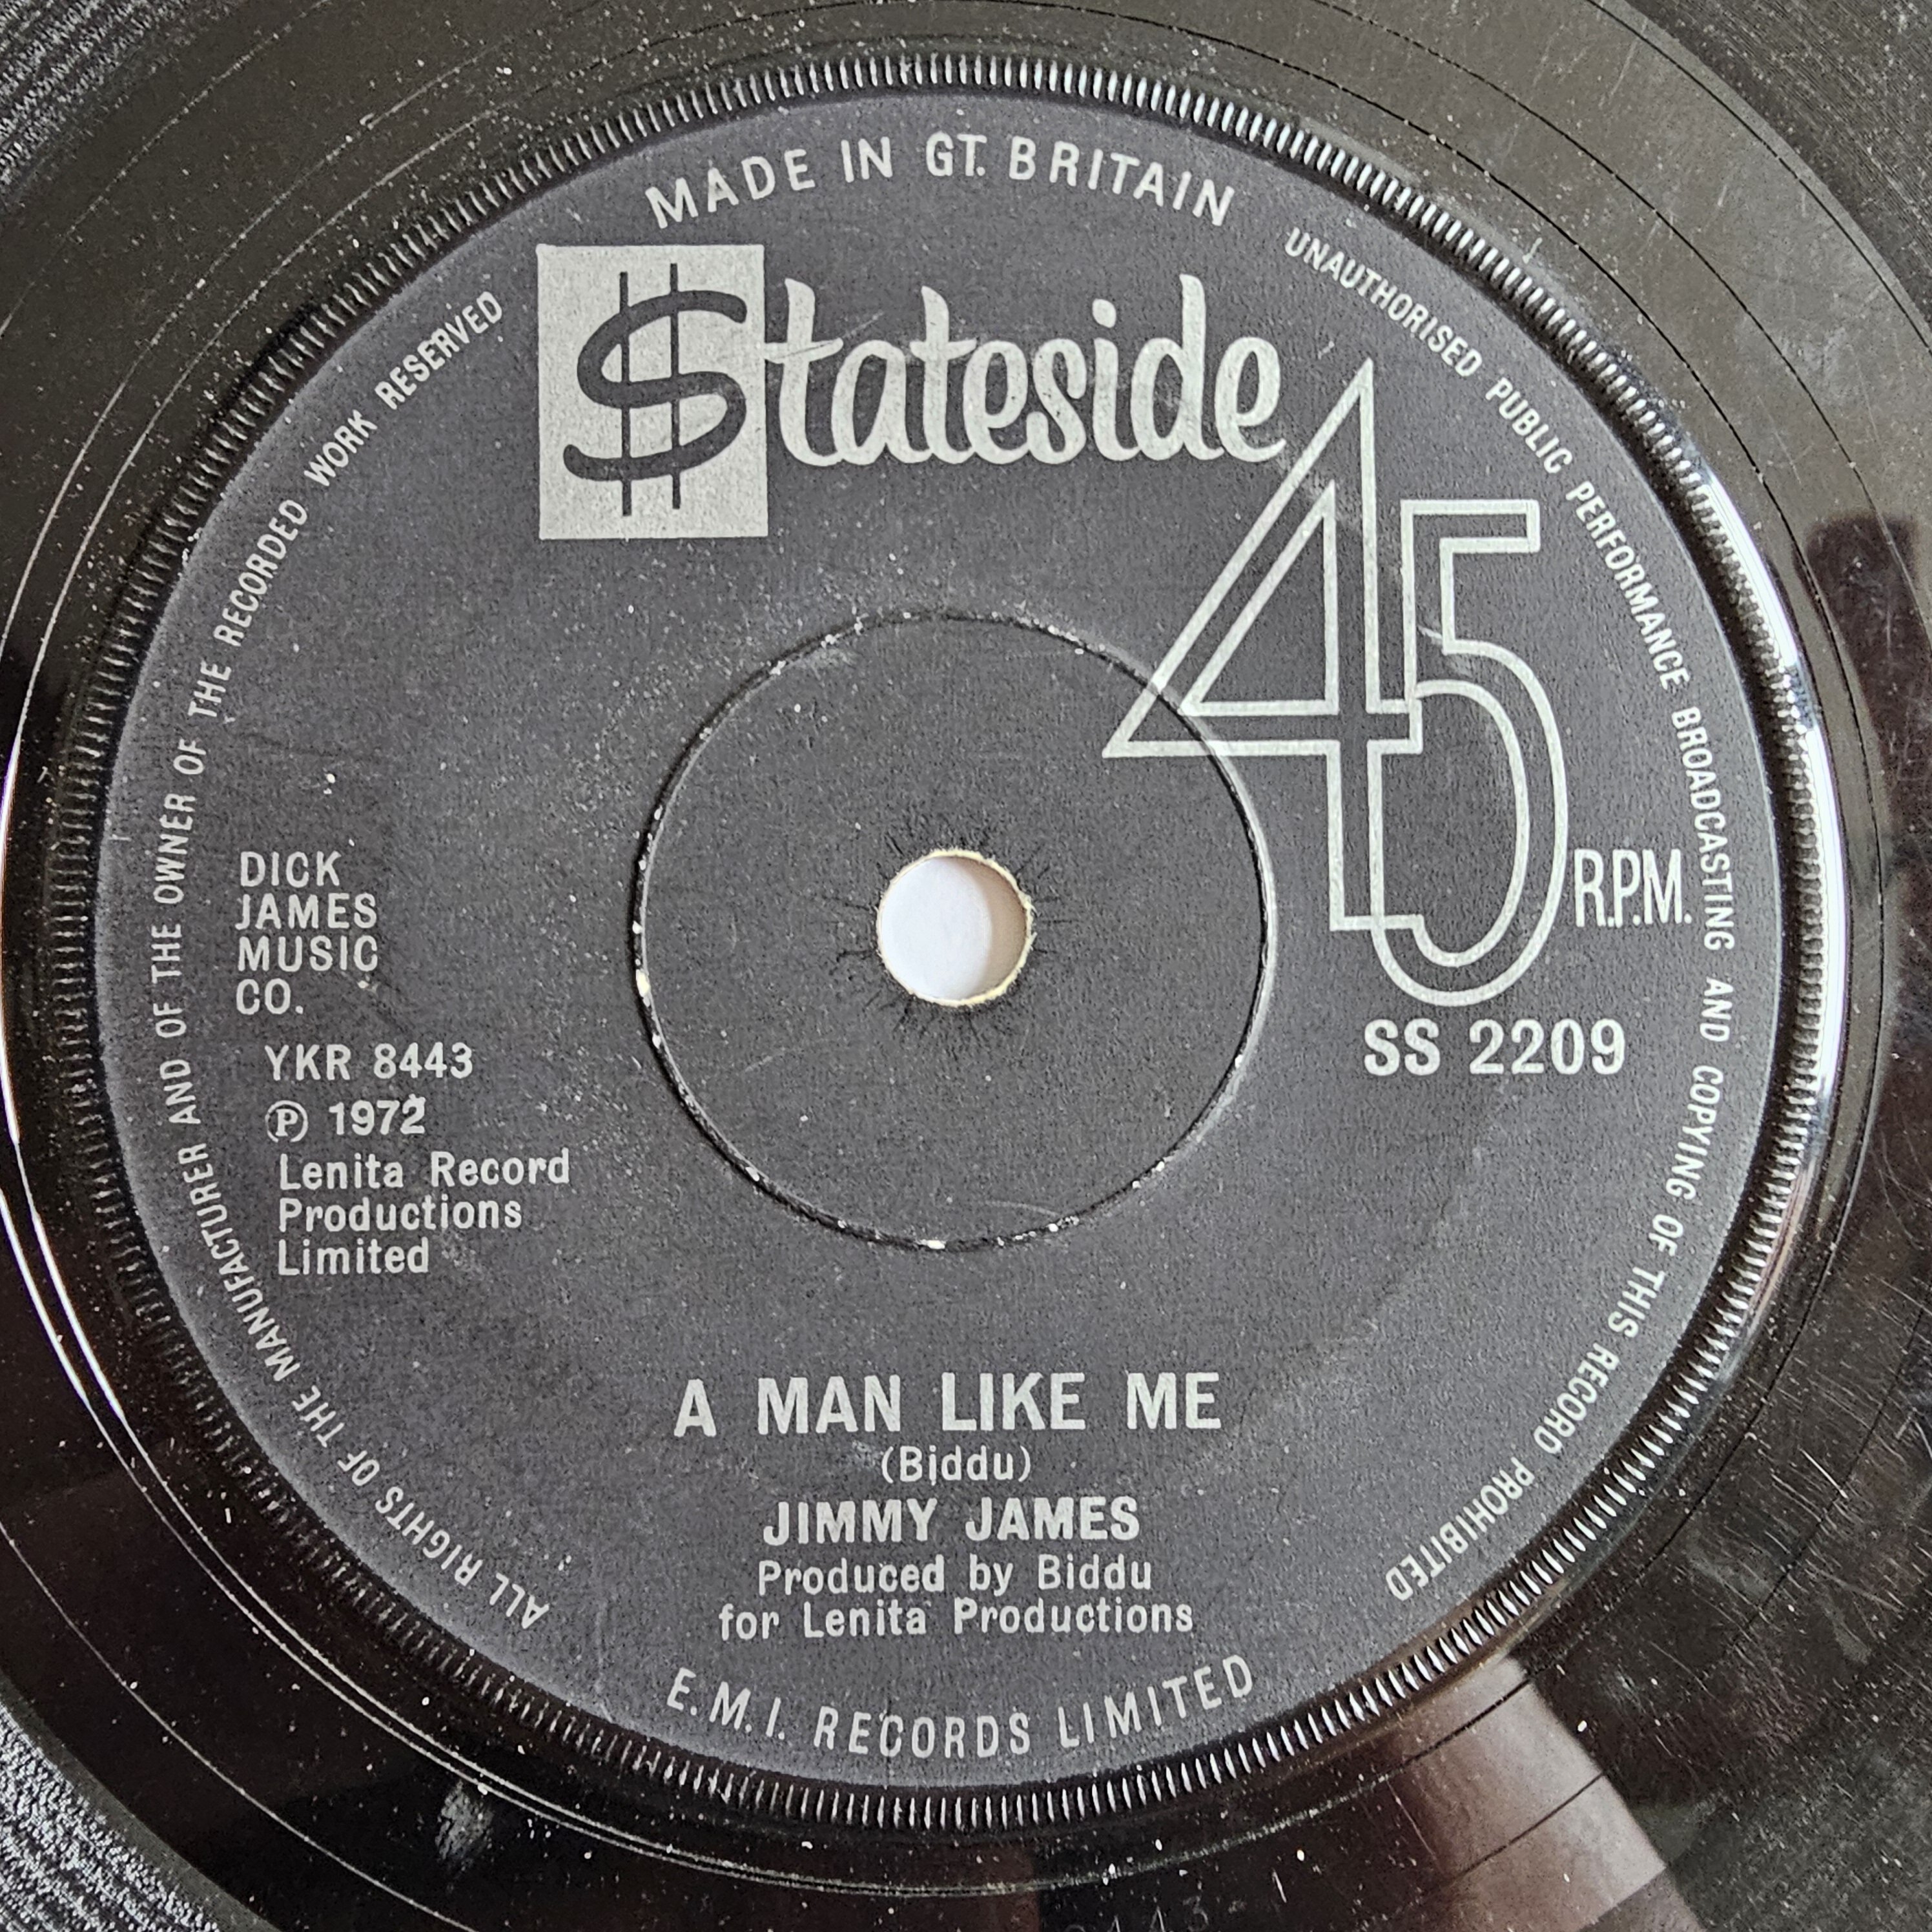 MADE IN GT. BRITAIN
UNAUTHORISED PUBLIC PERFORMANCE BROADCASTING AND COPYING OF THIS RECORD PROHIBITED
ALL RIGHTS OF THE MANUFACTURER AND OF THE OWNER OF THE RECORDED WORK RESERVED
$tateside
45 R.P.M.
DICK
JAMES
MUSIC
CO.
SS 2209
YKR 8443
℗ 1972
Lenita Record
Productions
Limited
A MAN LIKE ME
(Biddu)
JIMMY JAMES
Produced by Biddu
for Lenita Productions
E.M.I. RECORDS LIMITED